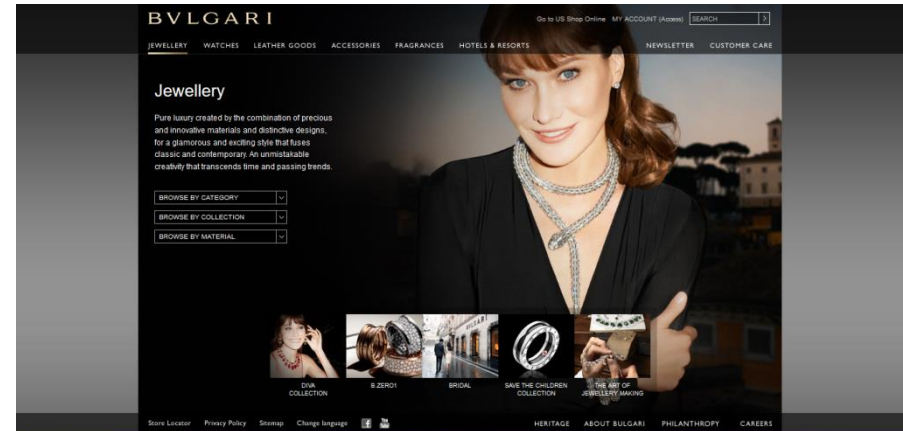 BVLGARI
Go to US Shop Online MY ACCOUNT (Access) SEARCH
JEWELLERY WATCHES LEATHER GOODS ACCESSORIES FRAGRANCES HOTELS & RESORTS NEWSLETTER CUSTOMER CARE
Jewellery
Pure luxury created by the combination of precious
and innovative materials and distinctive designs,
for a glamorous and exciting style that fuses
classic and contemporary. An unmistakable
creativity that transcends time and passing trends.
BROWSE BY CATEGORY
BROWSE BY COLLECTION
BROWSE BY MATERIAL
BVLGARI
DIVA
COLLECTION
B.ZERO1
BRIDAL
SAVE THE CHILDREN
COLLECTION
THE ART OF
JEWELLERY MAKING
Store Locator Privacy Policy Sitemap Change language f You Tube HERITAGE ABOUT BULGARI PHILANTHROPY CAREERS